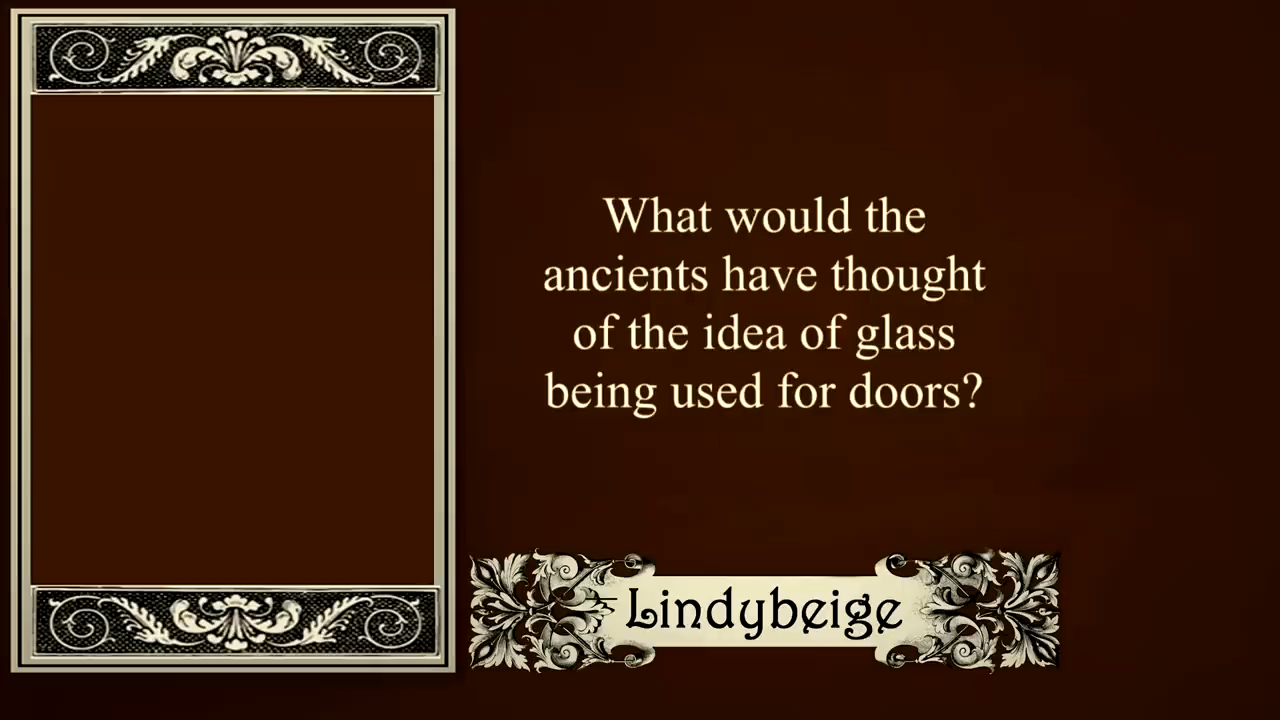 What would the
ancients have thought
of the idea of glass
being used for doors?
Lindybeige